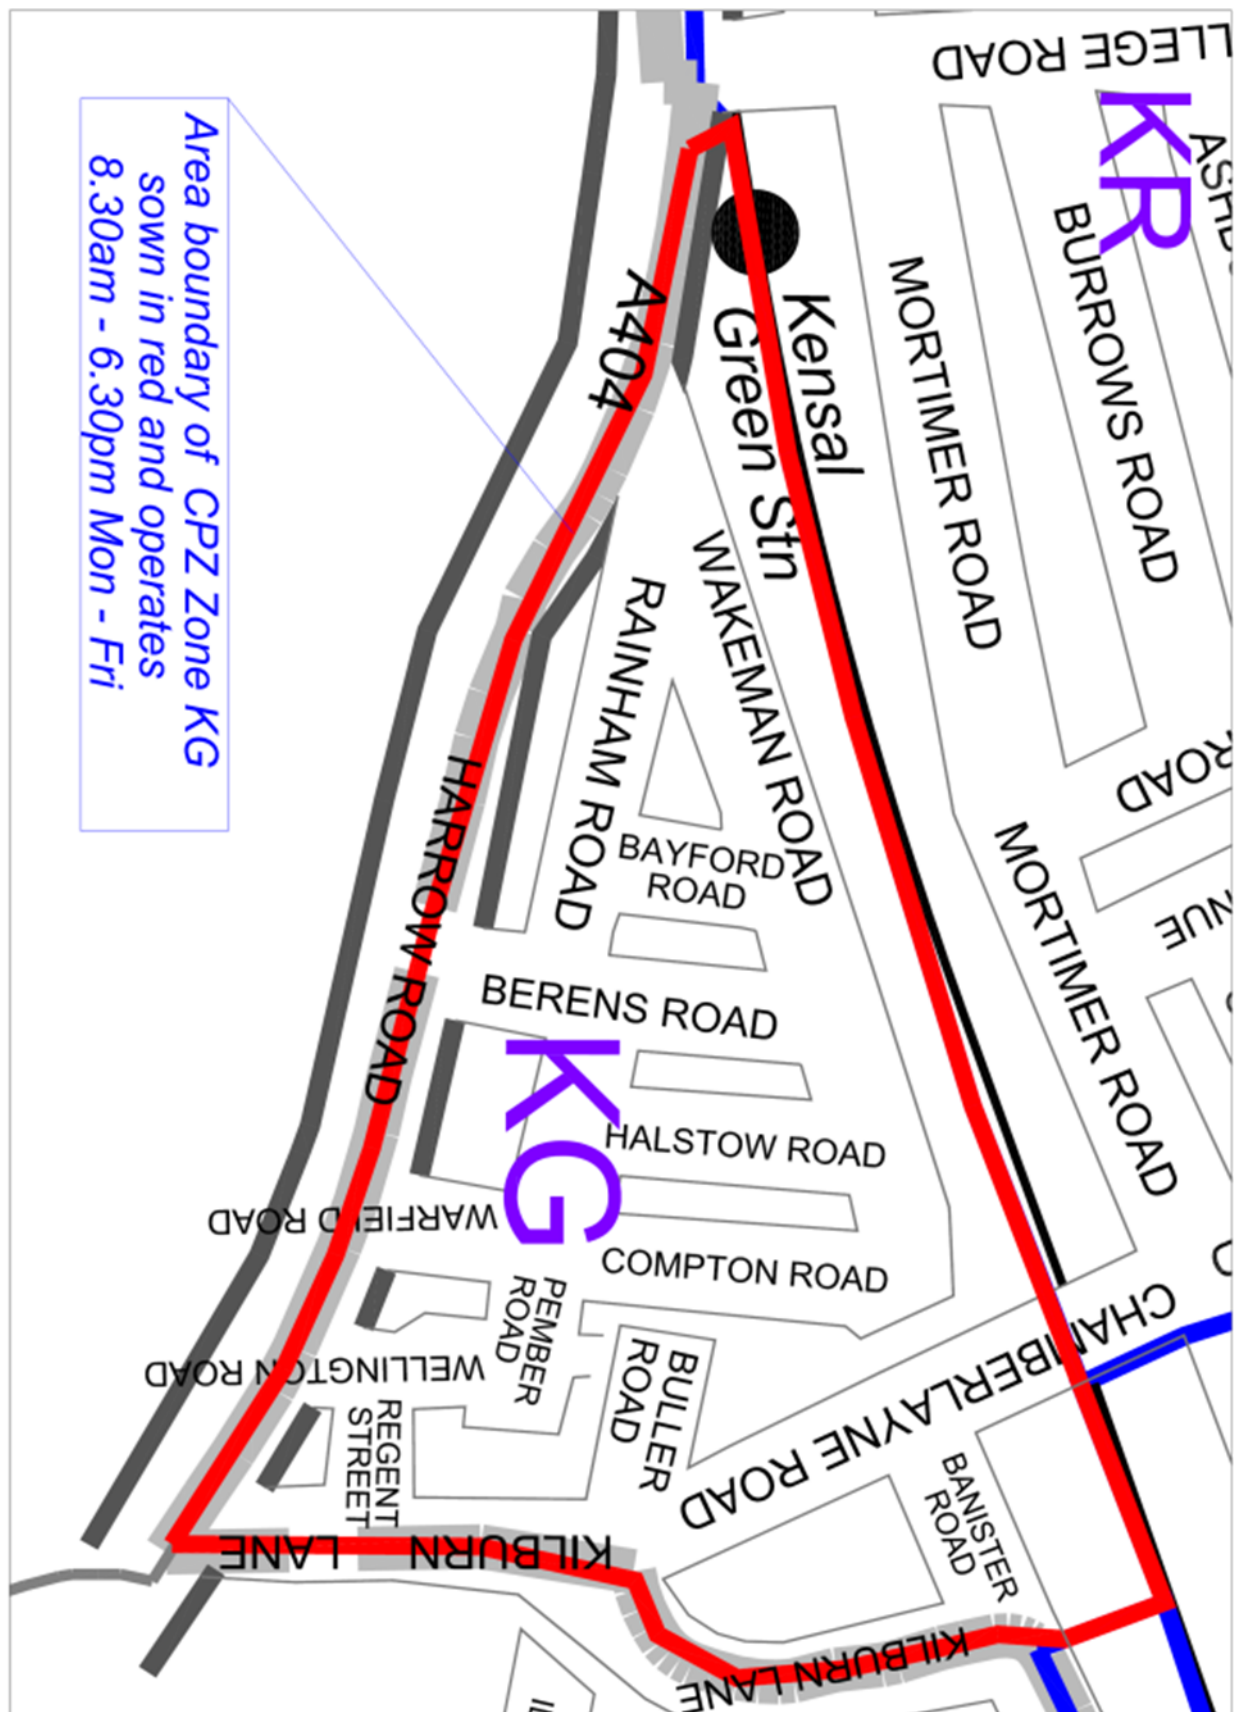 LLEGE ROAD
KR
BURROWS ROAD
MORTIMER ROAD
Kensal
Green Stn
A404
Area boundary of CPZ Zone KG
sown in red and operates
8.30am - 6.30pm Mon - Fri
WAKEMAN ROAD
RAINHAM ROAD
ROAD
HARROW ROAD
BAYFORD
ROAD
MORTIMER ROAD
BERENS ROAD
KG
HALSTOW ROAD
WARFIELD ROAD
COMPTON ROAD
PEMBER
ROAD
CHAMBERLAYNE ROAD
WELLINGTON ROAD
BULLER
ROAD
REGENT
STREET
BANISTER
ROAD
KILBURN LANE
KILBURN LANE